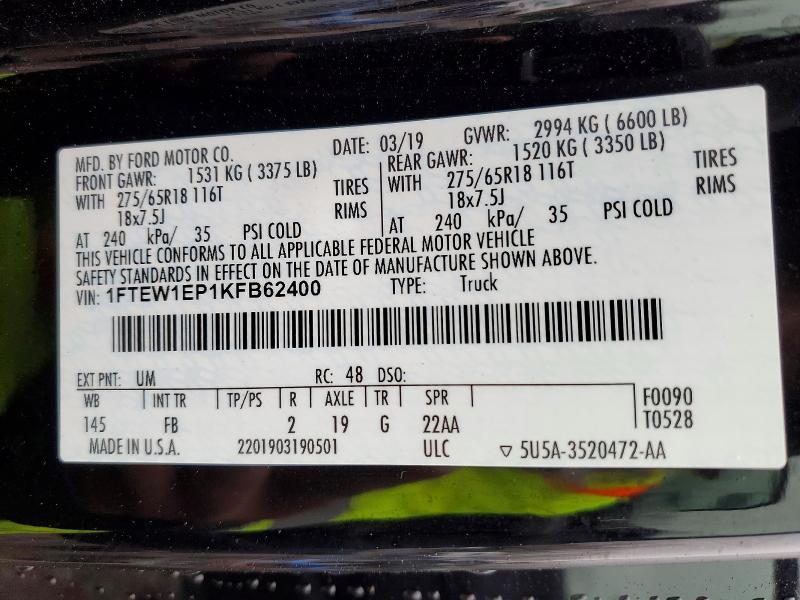 MFD. BY FORD MOTOR CO. DATE: 03/19 GVWR: 2994 KG ( 6600 LB)
FRONT GAWR: 1531 KG ( 3375 LB) REAR GAWR: 1520 KG ( 3350 LB)
WITH 275/65R18 116T TIRES WITH 275/65R18 116T TIRES
18x7.5J RIMS 18x7.5J RIMS
AT 240 kPa/ 35 PSI COLD AT 240 kPa/ 35 PSI COLD
THIS VEHICLE CONFORMS TO ALL APPLICABLE FEDERAL MOTOR VEHICLE
SAFETY STANDARDS IN EFFECT ON THE DATE OF MANUFACTURE SHOWN ABOVE.
VIN: 1FTEW1EP1KFB62400 TYPE: Truck
EXT PNT: UM RC: 48 DSO:
WB INT TR TP/PS R AXLE TR SPR F0090
145 FB 2 19 G 22AA T0528
MADE IN U.S.A. 2201903190501 ULC ▽ 5U5A-3520472-AA